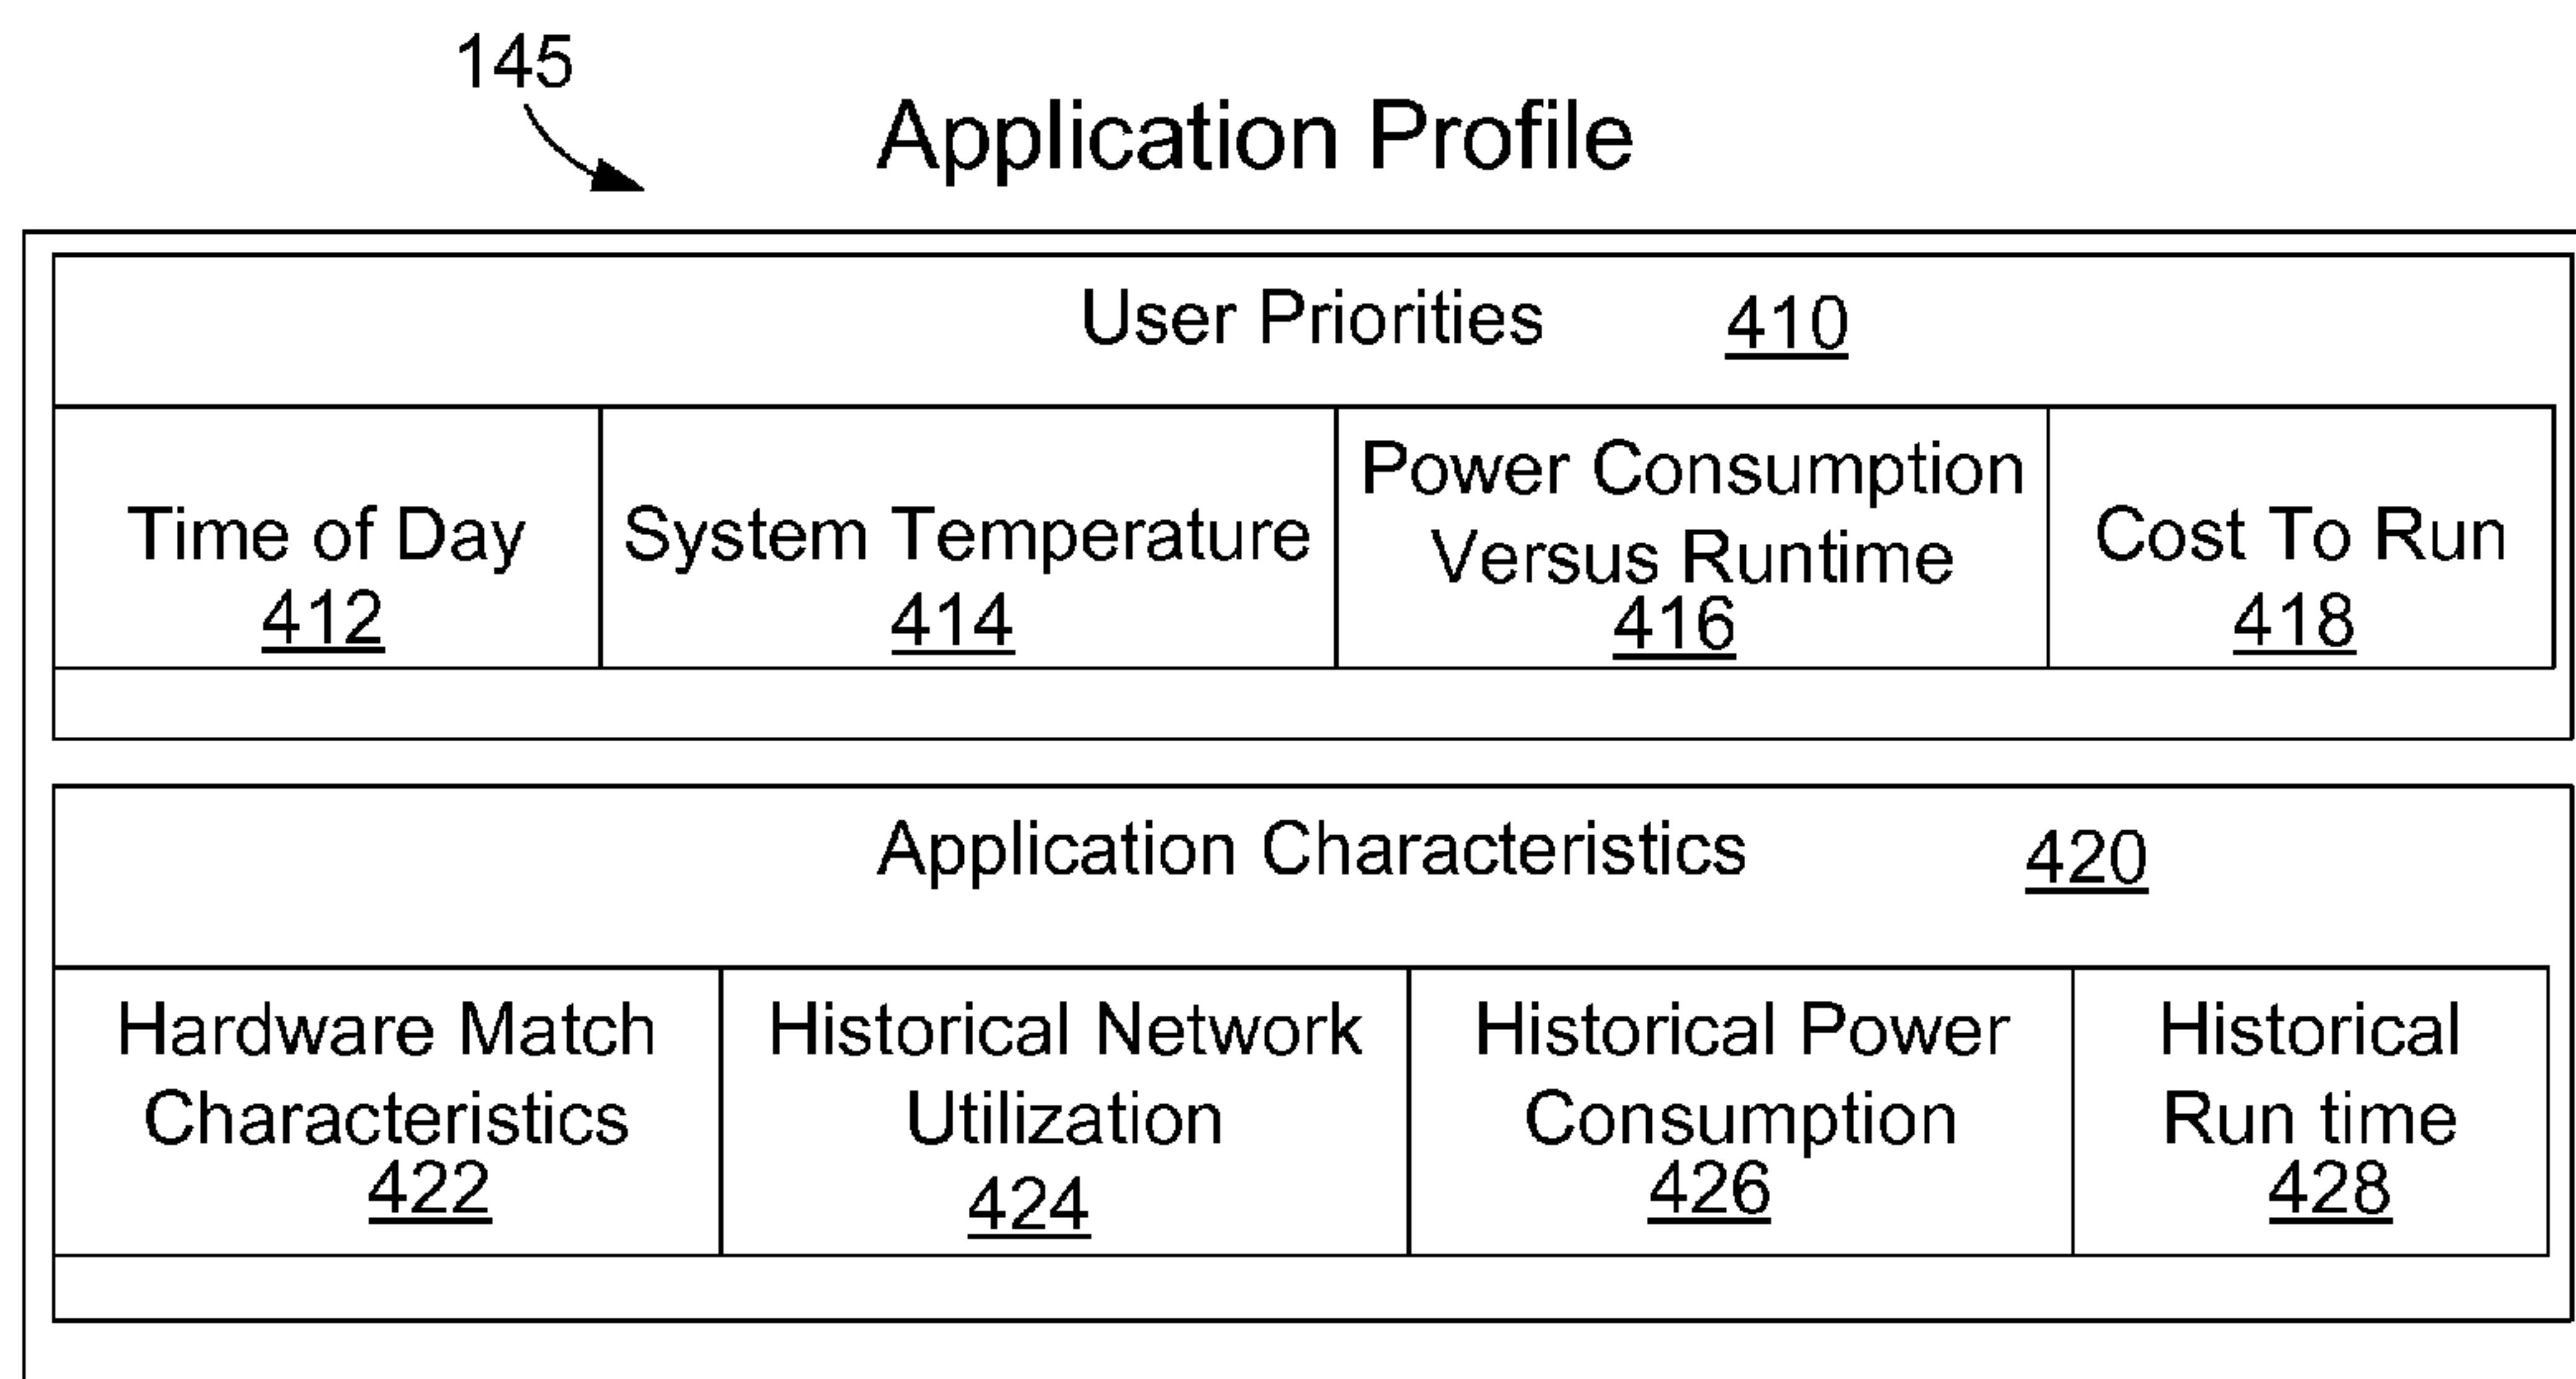 145
Application Profile
User Priorities 410
Time of Day
412
System Temperature
414
Power Consumption
Versus Runtime
416
Cost To Run
418
Application Characteristics 420
Hardware Match
Characteristics
422
Historical Network
Utilization
424
Historical Power
Consumption
426
Historical
Run time
428